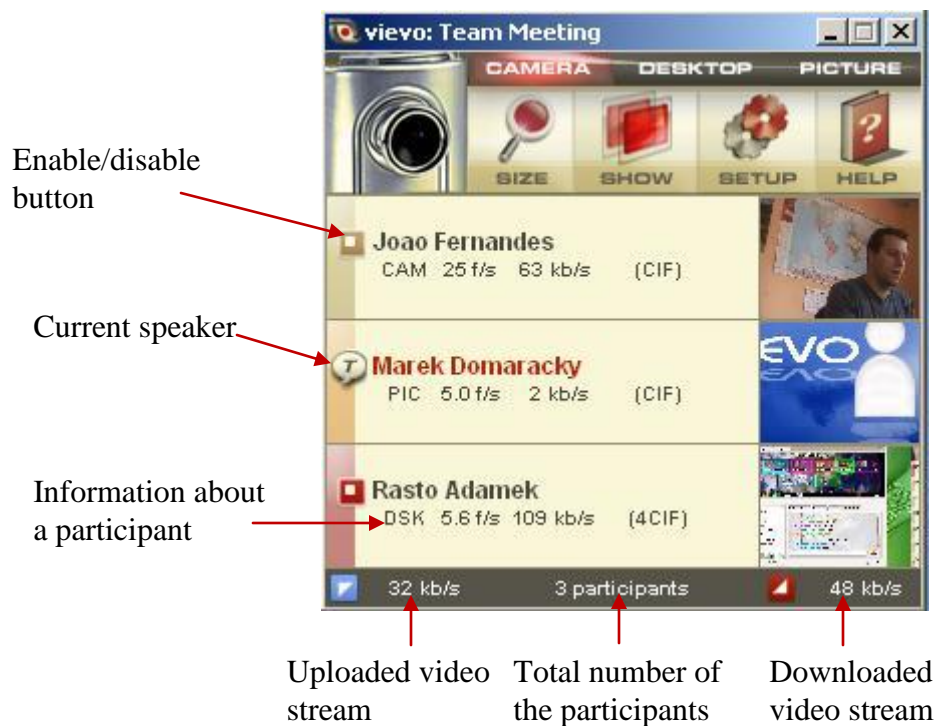 vievo: Team Meeting
CAMERA DESKTOP PICTURE
SIZE SHOW SETUP HELP
Enable/disable
button
Joao Fernandes
CAM 25 f/s 63 kb/s (CIF)
Current speaker
Marek Domaracky
PIC 5.0 f/s 2 kb/s (CIF)
EVO
Information about
a participant
Rasto Adamek
DSK 5.6 f/s 109 kb/s (4CIF)
32 kb/s 3 participants 48 kb/s
Uploaded video
stream
Total number of
the participants
Downloaded
video stream